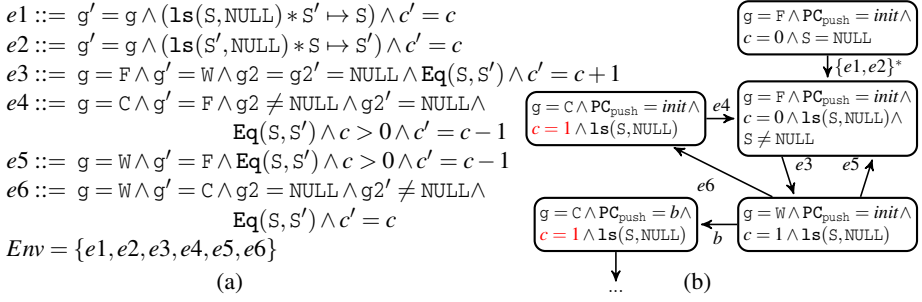 e1 ::= g′ = g ∧ (ls(S,NULL) ∗ S′ ↦ S) ∧ c′ = c
e2 ::= g′ = g ∧ (ls(S′,NULL) ∗ S ↦ S′) ∧ c′ = c
e3 ::= g = F ∧ g′ = W ∧ g2 = g2′ = NULL ∧ Eq(S,S′) ∧ c′ = c + 1
e4 ::= g = C ∧ g′ = F ∧ g2 ≠ NULL ∧ g2′ = NULL ∧
Eq(S,S′) ∧ c > 0 ∧ c′ = c − 1
e5 ::= g = W ∧ g′ = F ∧ Eq(S,S′) ∧ c > 0 ∧ c′ = c − 1
e6 ::= g = W ∧ g′ = C ∧ g2 = NULL ∧ g2′ ≠ NULL ∧
Eq(S,S′) ∧ c′ = c
Env = {e1,e2,e3,e4,e5,e6}
(a)
g = F ∧ PCpush = init ∧
c = 0 ∧ S = NULL
{e1,e2}*
g = C ∧ PCpush = init ∧
c = 1 ∧ ls(S,NULL)
e4
g = F ∧ PCpush = init ∧
c = 0 ∧ ls(S,NULL) ∧
S ≠ NULL
e3
e5
e6
g = C ∧ PCpush = b ∧
c = 1 ∧ ls(S,NULL)
b
g = W ∧ PCpush = init ∧
c = 1 ∧ ls(S,NULL)
...
(b)